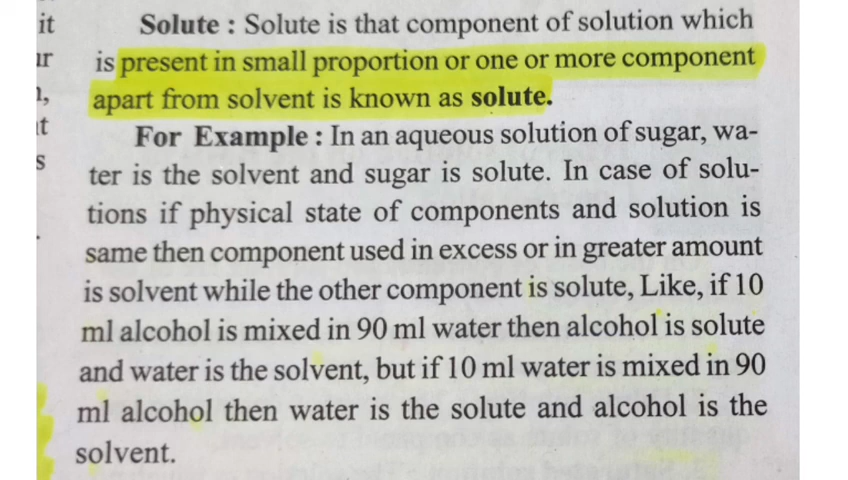 it
ur
Solute : Solute is that component of solution which
is present in small proportion or one or more component
apart from solvent is known as solute.
For Example : In an aqueous solution of sugar, wa-
ter is the solvent and sugar is solute. In case of solu-
tions if physical state of components and solution is
same then component used in excess or in greater amount
is solvent while the other component is solute, Like, if 10
ml alcohol is mixed in 90 ml water then alcohol is solute
and water is the solvent, but if 10 ml water is mixed in 90
ml alcohol then water is the solute and alcohol is the
solvent.